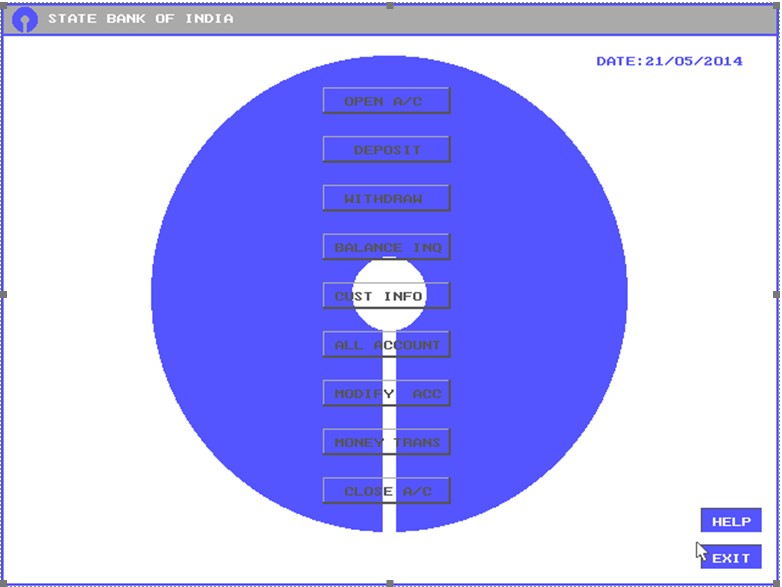 STATE BANK OF INDIA
DATE:21/05/2014
OPEN A/C
DEPOSIT
WITHDRAW
BALANCE INQ
CUST INFO
ALL ACCOUNT
MODIFY ACC
MONEY TRANS
CLOSE A/C
HELP
EXIT